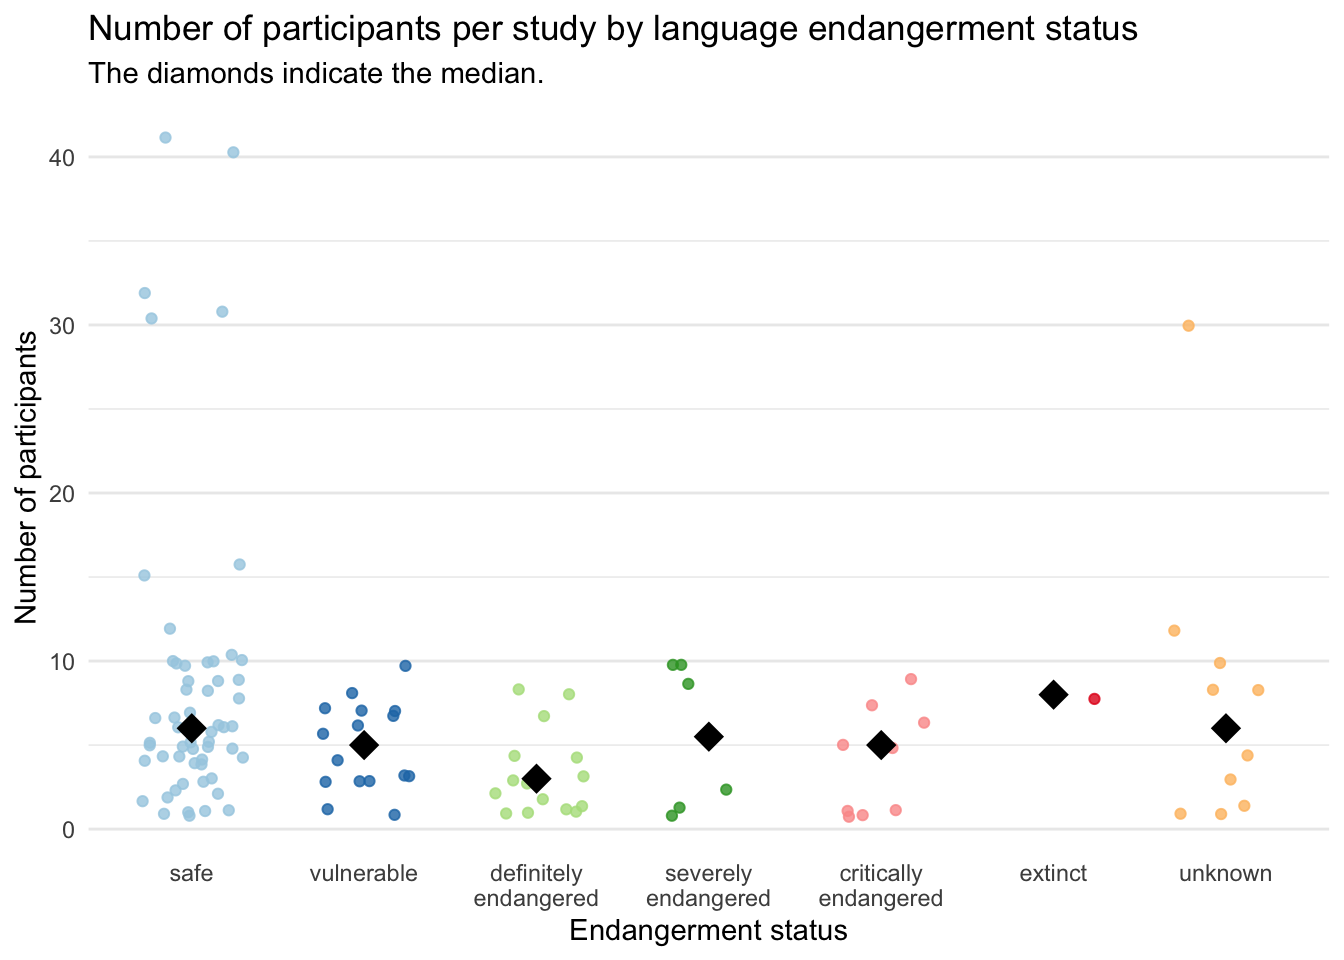 Number of participants per study by language endangerment status
The diamonds indicate the median.
Number of participants
40
30
20
10
0
safe
vulnerable
definitely
endangered
severely
endangered
critically
endangered
extinct
unknown
Endangerment status